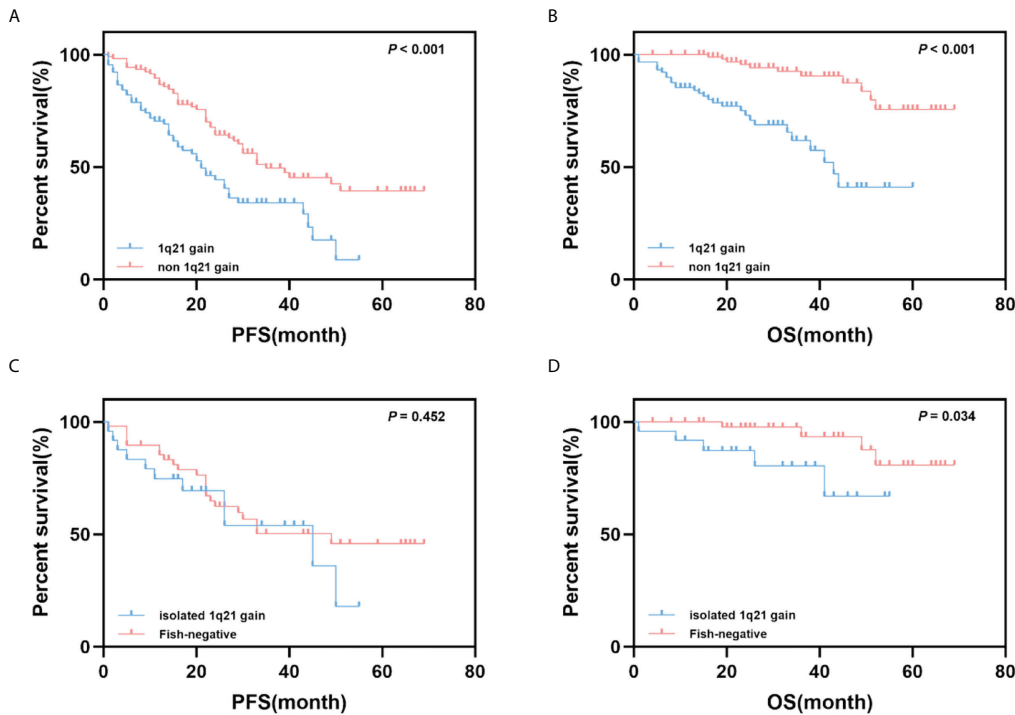 A
Percent survival(%)
100
50
0
P < 0.001
1q21 gain
non 1q21 gain
0 20 40 60 80
PFS(month)
B
Percent survival(%)
100
50
0
P < 0.001
1q21 gain
non 1q21 gain
0 20 40 60 80
OS(month)
C
Percent survival(%)
100
50
0
P = 0.452
isolated 1q21 gain
Fish-negative
0 20 40 60 80
PFS(month)
D
Percent survival(%)
100
50
0
P = 0.034
isolated 1q21 gain
Fish-negative
0 20 40 60 80
OS(month)